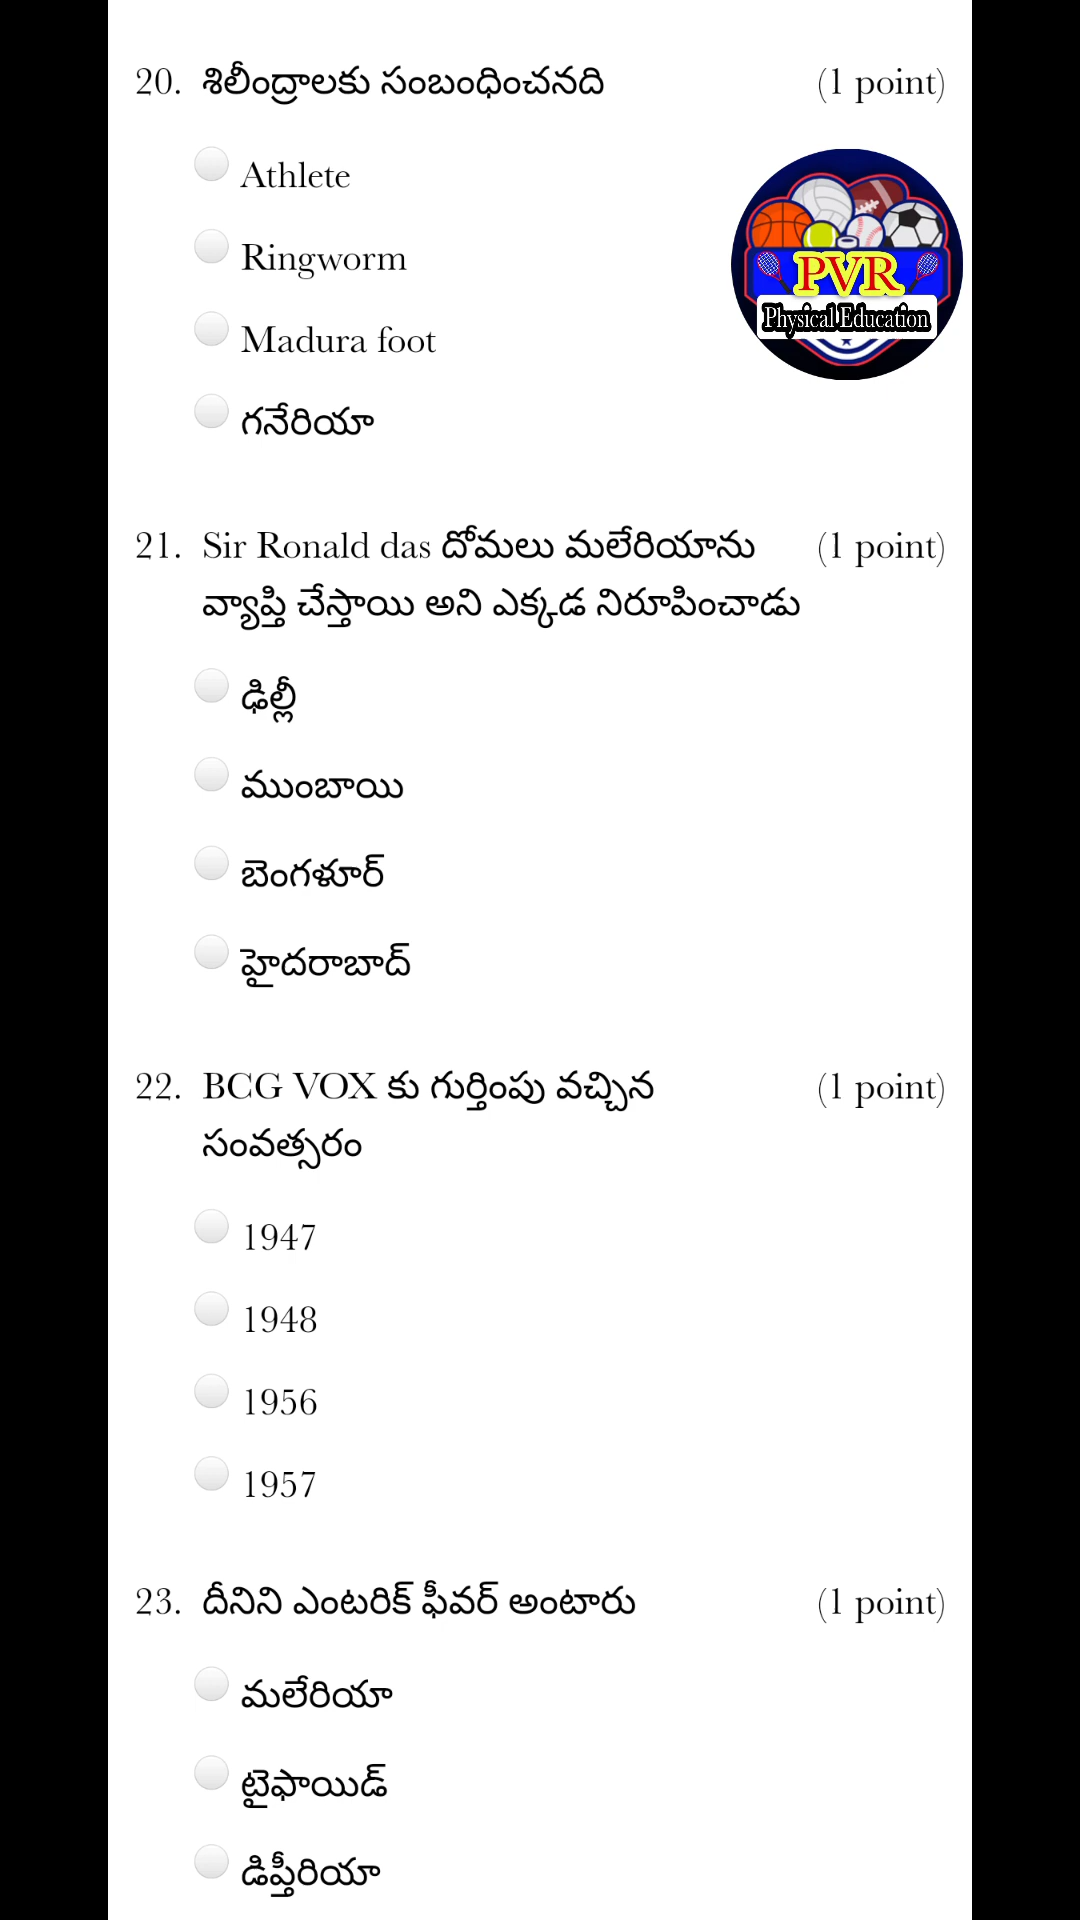 20. శిలీంద్రాలకు సంబంధించనది (1 point)
Athlete
Ringworm
Madura foot
గనేరియా
PVR
Physical Education
21. Sir Ronald das దోమలు మలేరియాను (1 point)
వ్యాప్తి చేస్తాయి అని ఎక్కడ నిరూపించాడు
ఢిల్లీ
ముంబాయి
బెంగళూర్
హైదరాబాద్
22. BCG VOX కు గుర్తింపు వచ్చిన (1 point)
సంవత్సరం
1947
1948
1956
1957
23. దీనిని ఎంటరిక్ ఫీవర్ అంటారు (1 point)
మలేరియా
టైఫాయిడ్
డిప్తీరియా